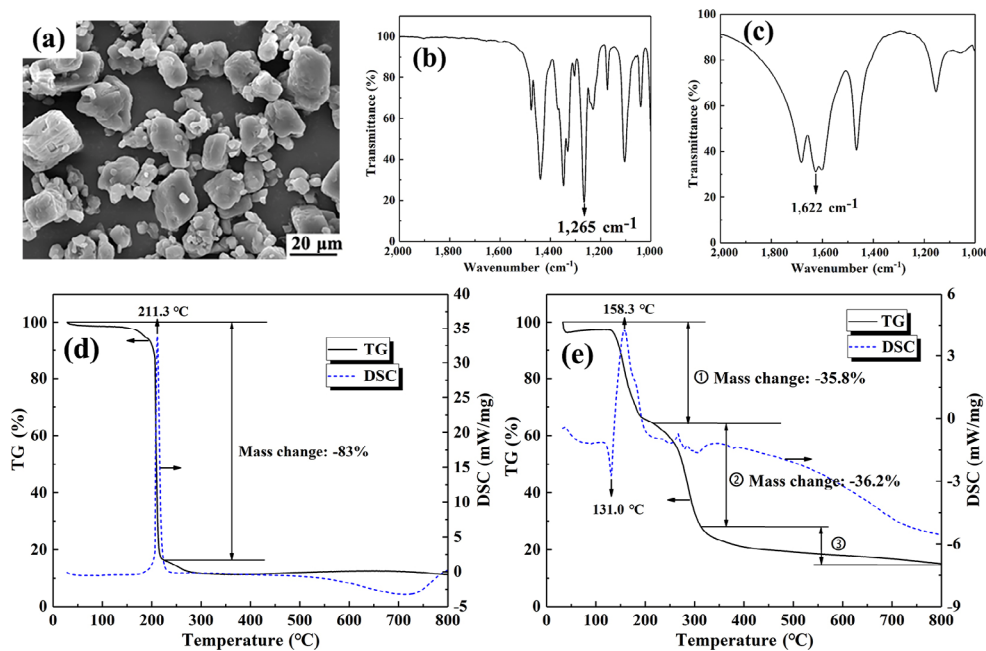 (a)
20 μm
(b)
Transmittance (%)
100
80
60
40
20
0
1,265 cm⁻¹
2,000
1,800
1,600
1,400
1,200
1,000
Wavenumber (cm⁻¹)
(c)
Transmittance (%)
100
80
60
40
20
0
1,622 cm⁻¹
2,000
1,800
1,600
1,400
1,200
1,000
Wavenumber (cm⁻¹)
(d)
TG (%)
100
80
60
40
20
0
211.3 ℃
TG
DSC
Mass change: -83%
40
35
30
25
20
15
10
5
0
-5
DSC (mW/mg)
0
100
200
300
400
500
600
700
800
Temperature (℃)
(e)
TG (%)
100
80
60
40
20
0
158.3 ℃
TG
DSC
① Mass change: -35.8%
② Mass change: -36.2%
③
131.0 ℃
6
3
0
-3
-6
-9
DSC (mW/mg)
0
100
200
300
400
500
600
700
800
Temperature (℃)